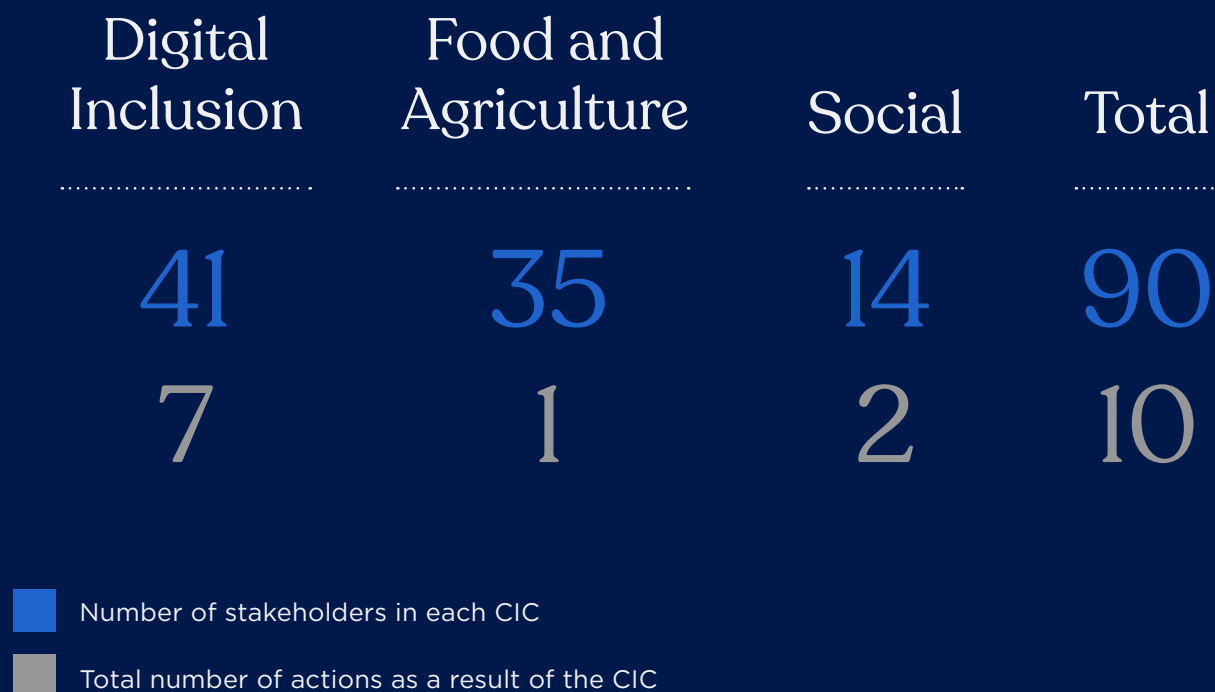 Digital
Inclusion
Food and
Agriculture
Social
Total
41 35 14 90
7 1 2 10
Number of stakeholders in each CIC
Total number of actions as a result of the CIC